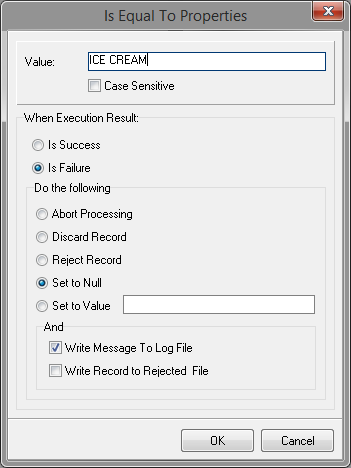 Is Equal To Properties
Value: ICE CREAM
Case Sensitive
When Execution Result:
Is Success
Is Failure
Do the following
Abort Processing
Discard Record
Reject Record
Set to Null
Set to Value
And
Write Message To Log File
Write Record to Rejected File
OK Cancel